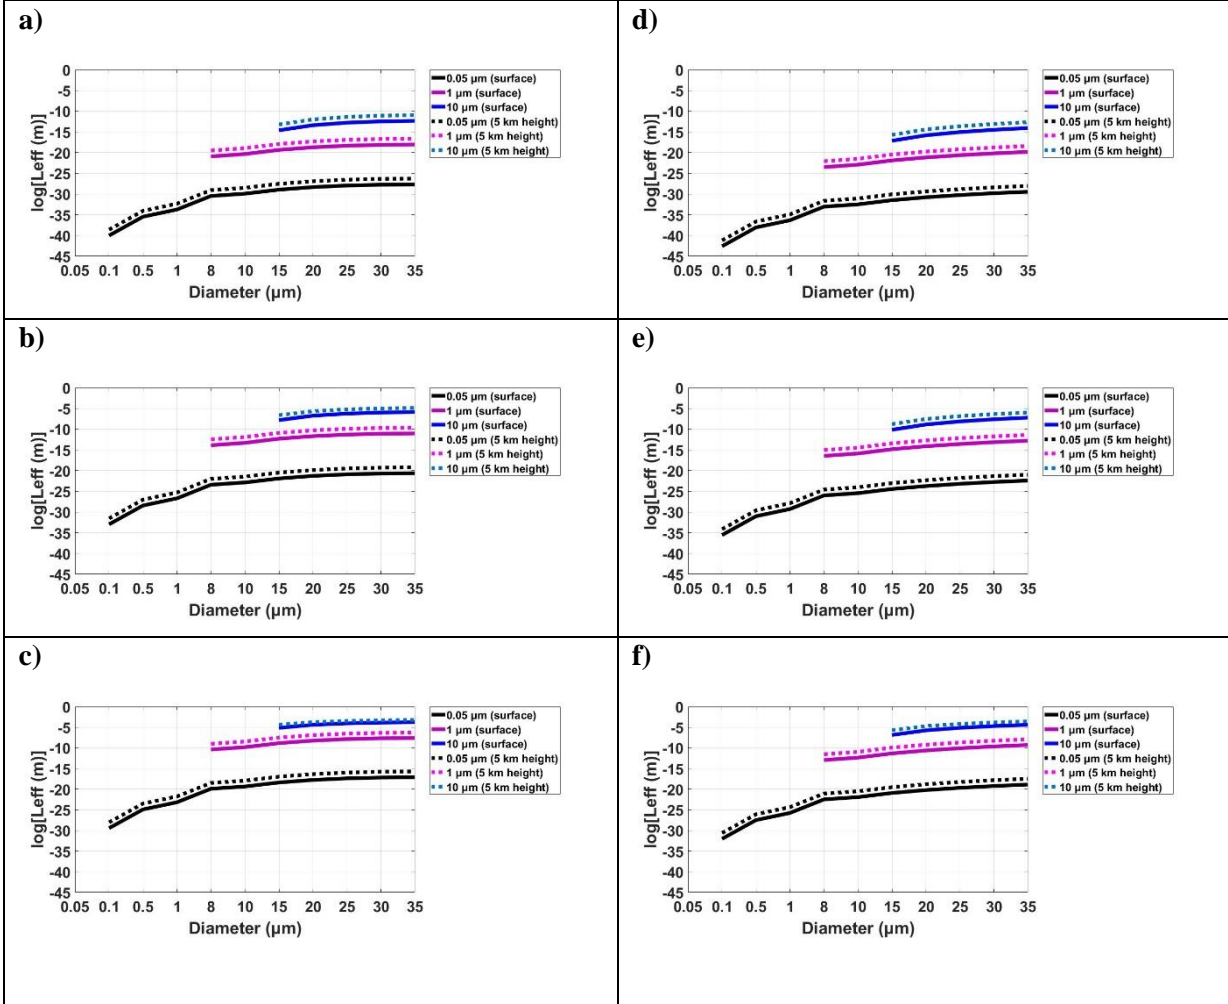 a)
0
-5
-10
-15
-20
-25
-30
-35
-40
-45
log[Leff (m)]
0.05 0.1 0.5 1 8 10 15 20 25 30 35
Diameter (µm)
0.05 µm (surface)
1 µm (surface)
10 µm (surface)
0.05 µm (5 km height)
1 µm (5 km height)
10 µm (5 km height)
d)
0
-5
-10
-15
-20
-25
-30
-35
-40
-45
log[Leff (m)]
0.05 0.1 0.5 1 8 10 15 20 25 30 35
Diameter (µm)
0.05 µm (surface)
1 µm (surface)
10 µm (surface)
0.05 µm (5 km height)
1 µm (5 km height)
10 µm (5 km height)
b)
0
-5
-10
-15
-20
-25
-30
-35
-40
-45
log[Leff (m)]
0.05 0.1 0.5 1 8 10 15 20 25 30 35
Diameter (µm)
0.05 µm (surface)
1 µm (surface)
10 µm (surface)
0.05 µm (5 km height)
1 µm (5 km height)
10 µm (5 km height)
e)
0
-5
-10
-15
-20
-25
-30
-35
-40
-45
log[Leff (m)]
0.05 0.1 0.5 1 8 10 15 20 25 30 35
Diameter (µm)
0.05 µm (surface)
1 µm (surface)
10 µm (surface)
0.05 µm (5 km height)
1 µm (5 km height)
10 µm (5 km height)
c)
0
-5
-10
-15
-20
-25
-30
-35
-40
-45
log[Leff (m)]
0.05 0.1 0.5 1 8 10 15 20 25 30 35
Diameter (µm)
0.05 µm (surface)
1 µm (surface)
10 µm (surface)
0.05 µm (5 km height)
1 µm (5 km height)
10 µm (5 km height)
f)
0
-5
-10
-15
-20
-25
-30
-35
-40
-45
log[Leff (m)]
0.05 0.1 0.5 1 8 10 15 20 25 30 35
Diameter (µm)
0.05 µm (surface)
1 µm (surface)
10 µm (surface)
0.05 µm (5 km height)
1 µm (5 km height)
10 µm (5 km height)